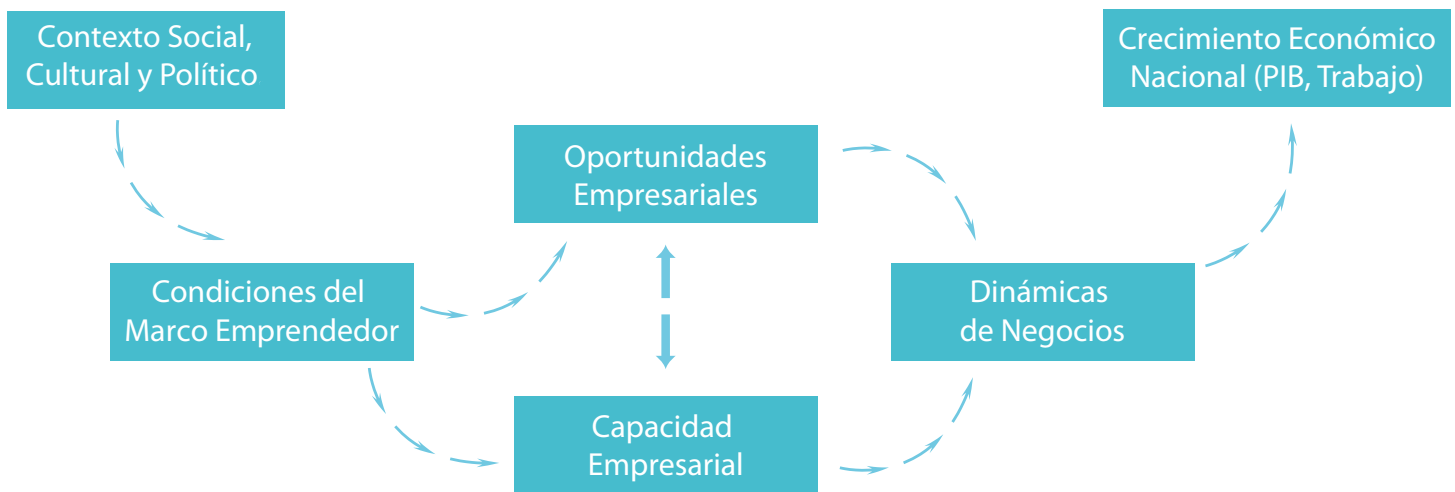 Contexto Social,
Cultural y Político
Crecimiento Económico
Nacional (PIB, Trabajo)
Oportunidades
Empresariales
Condiciones del
Marco Emprendedor
Dinámicas
de Negocios
Capacidad
Empresarial